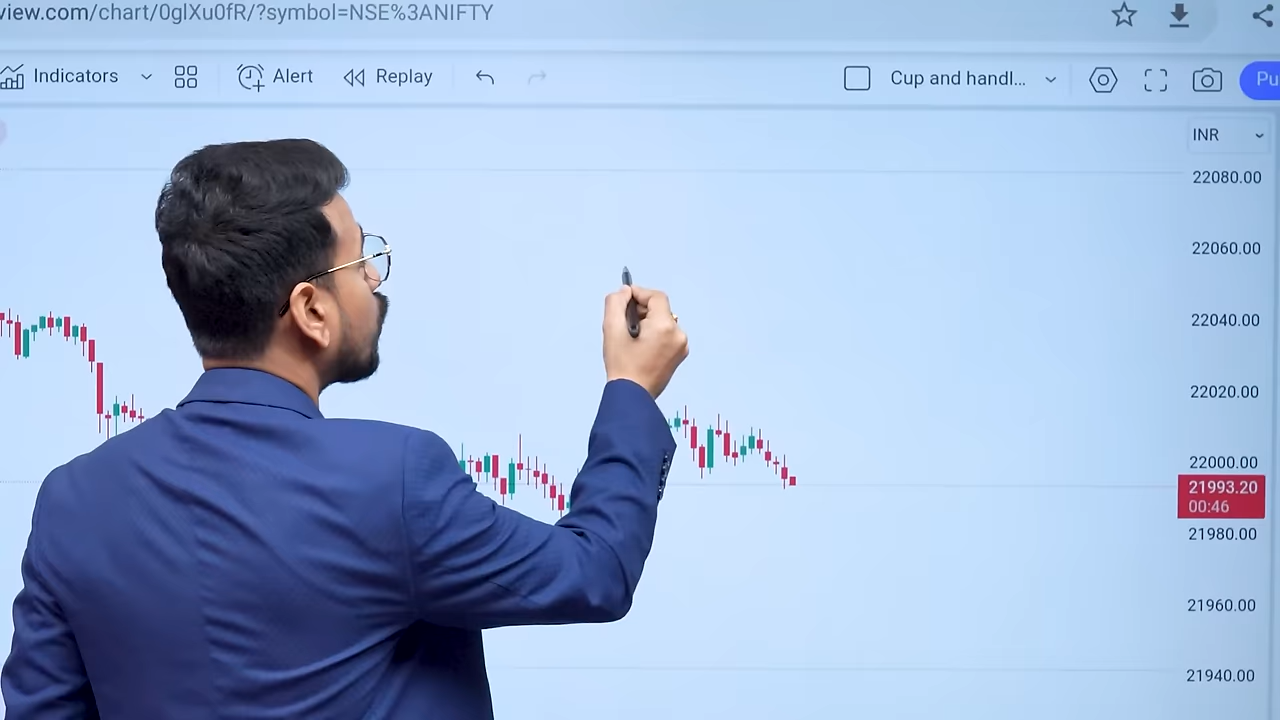 view.com/chart/0glXu0fR/?symbol=NSE%3ANIFTY
Indicators
Alert
Replay
Cup and handl...
Pu
INR
22080.00
22060.00
22040.00
22020.00
22000.00
21993.20
00:46
21980.00
21960.00
21940.00